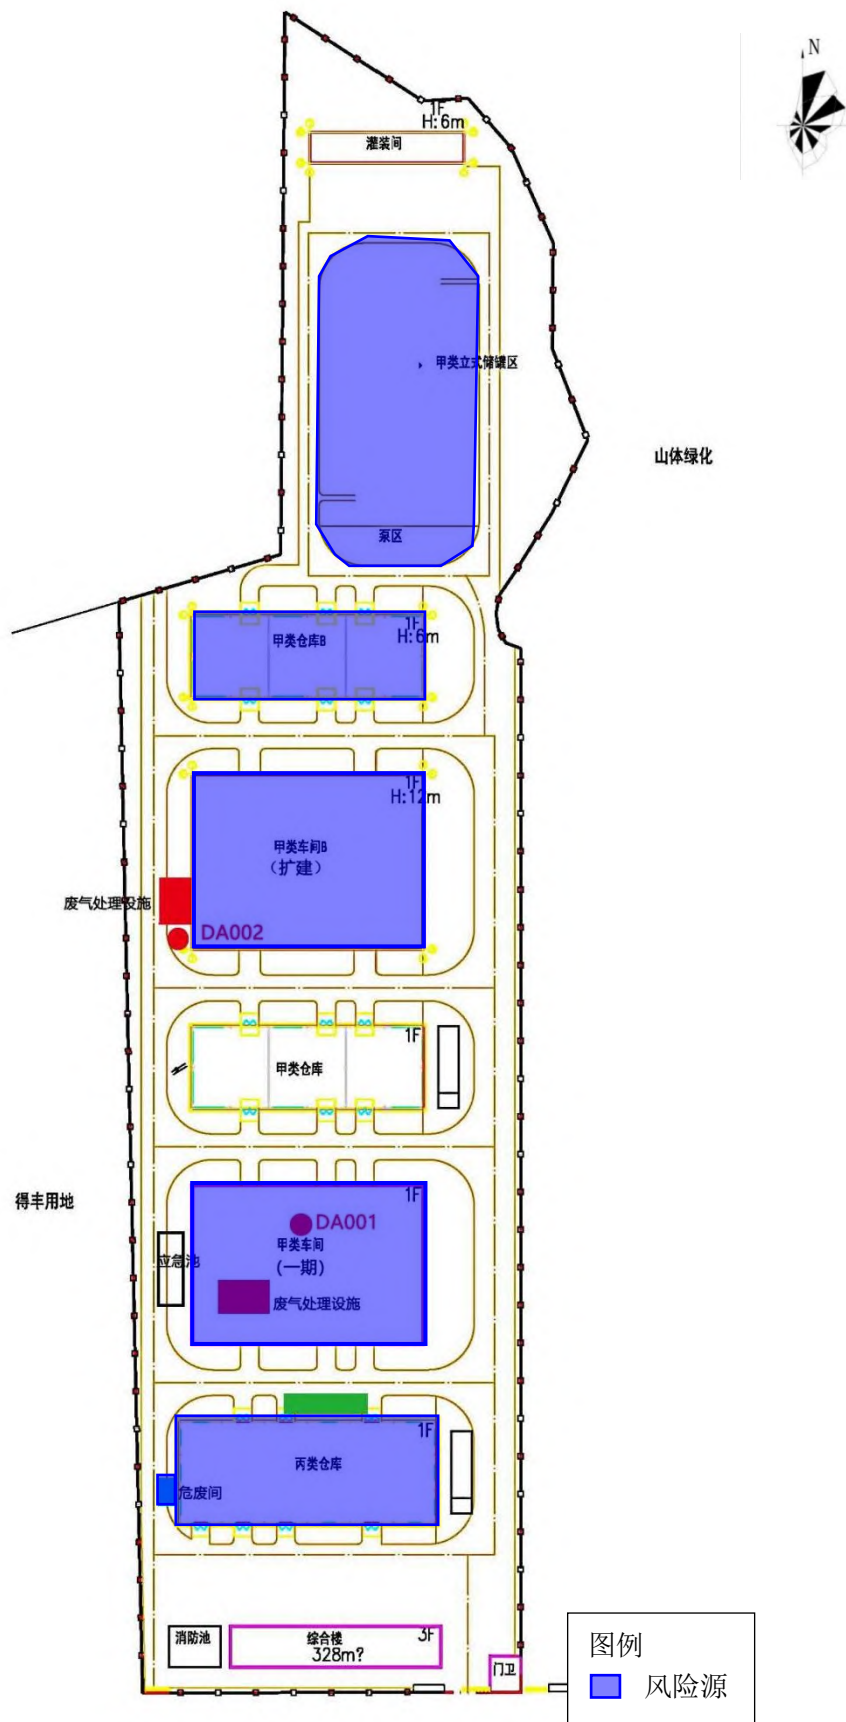 N
1F
H:6m
灌装间
甲类立式储罐区
山体绿化
泵区
1F
H:6m
甲类仓库B
1F
H:12m
甲类车间B
（扩建）
废气处理设施
DA002
1F
甲类仓库
得丰用地
1F
DA001
甲类车间
(一期)
应急池
废气处理设施
1F
丙类仓库
危废间
消防池
综合楼
328m?
3F
门卫
图例
风险源